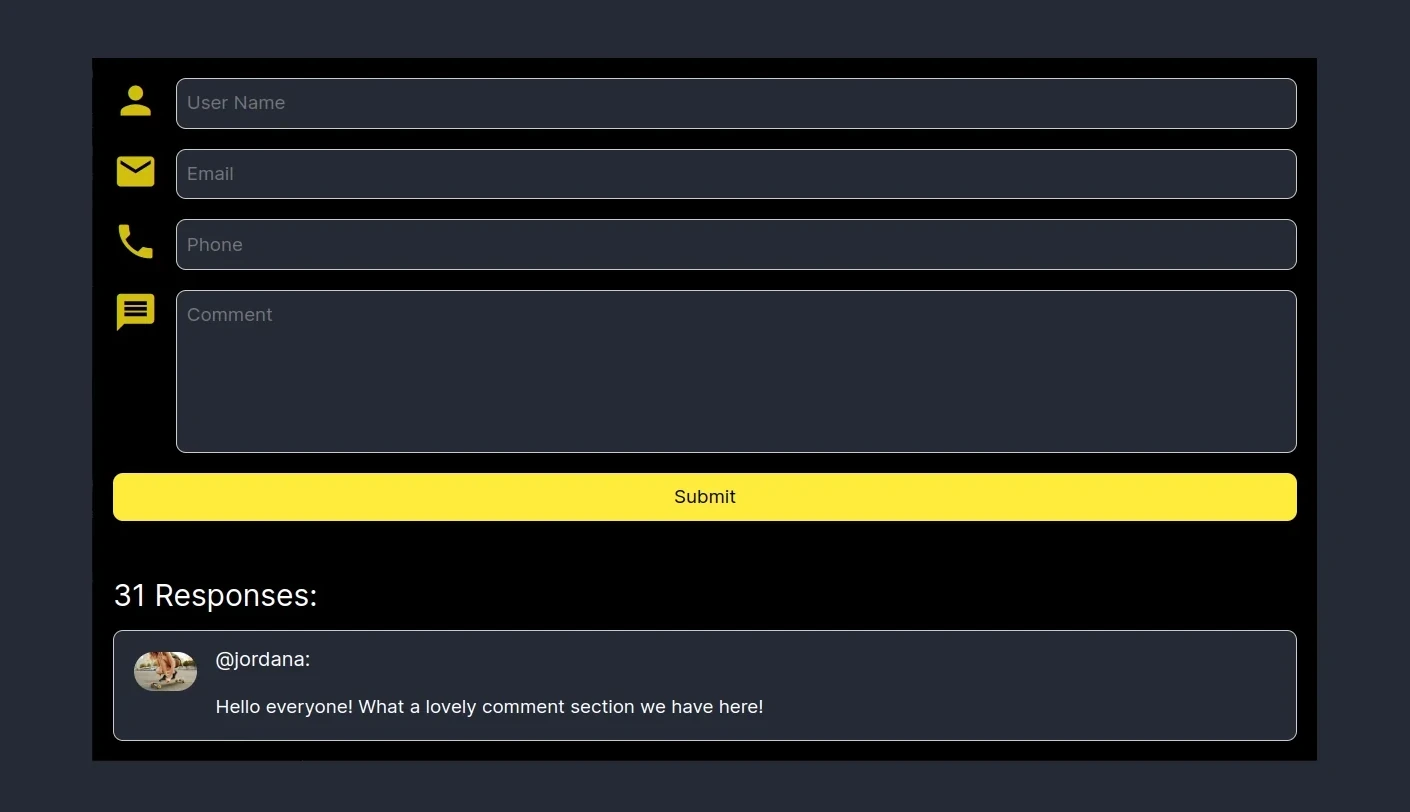 User Name
Email
Phone
Comment
Submit
31 Responses:
@jordana:
Hello everyone! What a lovely comment section we have here!